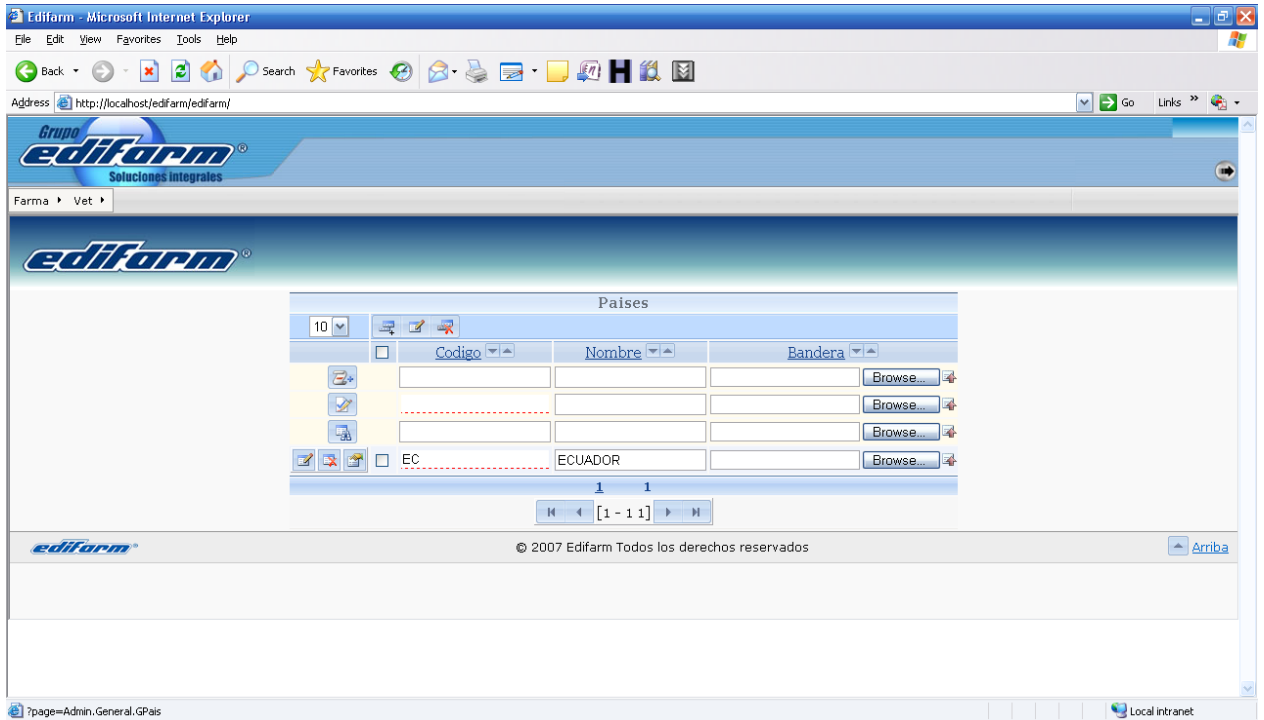 Edifarm - Microsoft Internet Explorer
File Edit View Favorites Tools Help
Back Search Favorites
Address http://localhost/edifarm/edifarm/ Go Links »
Grupo
edifarm®
Soluciones integrales
Farma Vet
edifarm®
Paises
10
Codigo Nombre Bandera
Browse...
Browse...
Browse...
EC ECUADOR Browse...
1 1
[1 - 1 1]
edifarm® © 2007 Edifarm Todos los derechos reservados Arriba
?page=Admin.General.GPais Local intranet